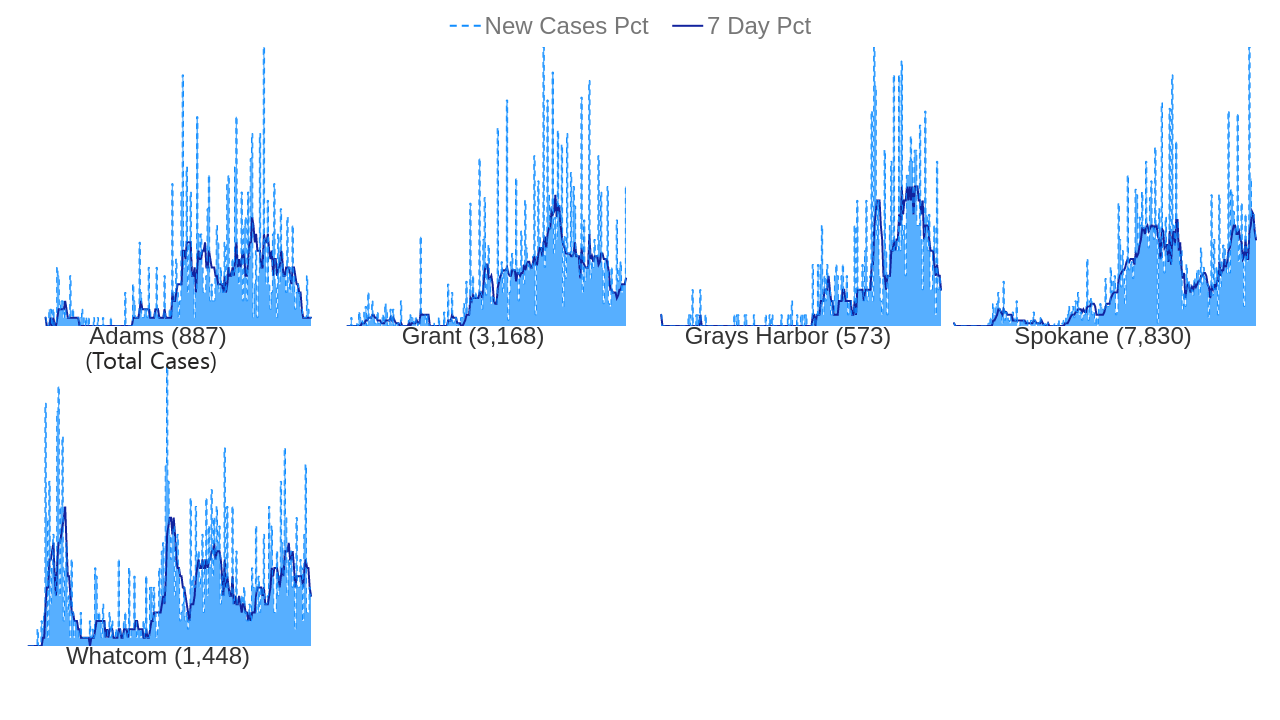 New Cases Pct 7 Day Pct
Adams (887) Grant (3,168) Grays Harbor (573) Spokane (7,830)
(Total Cases)
Whatcom (1,448)